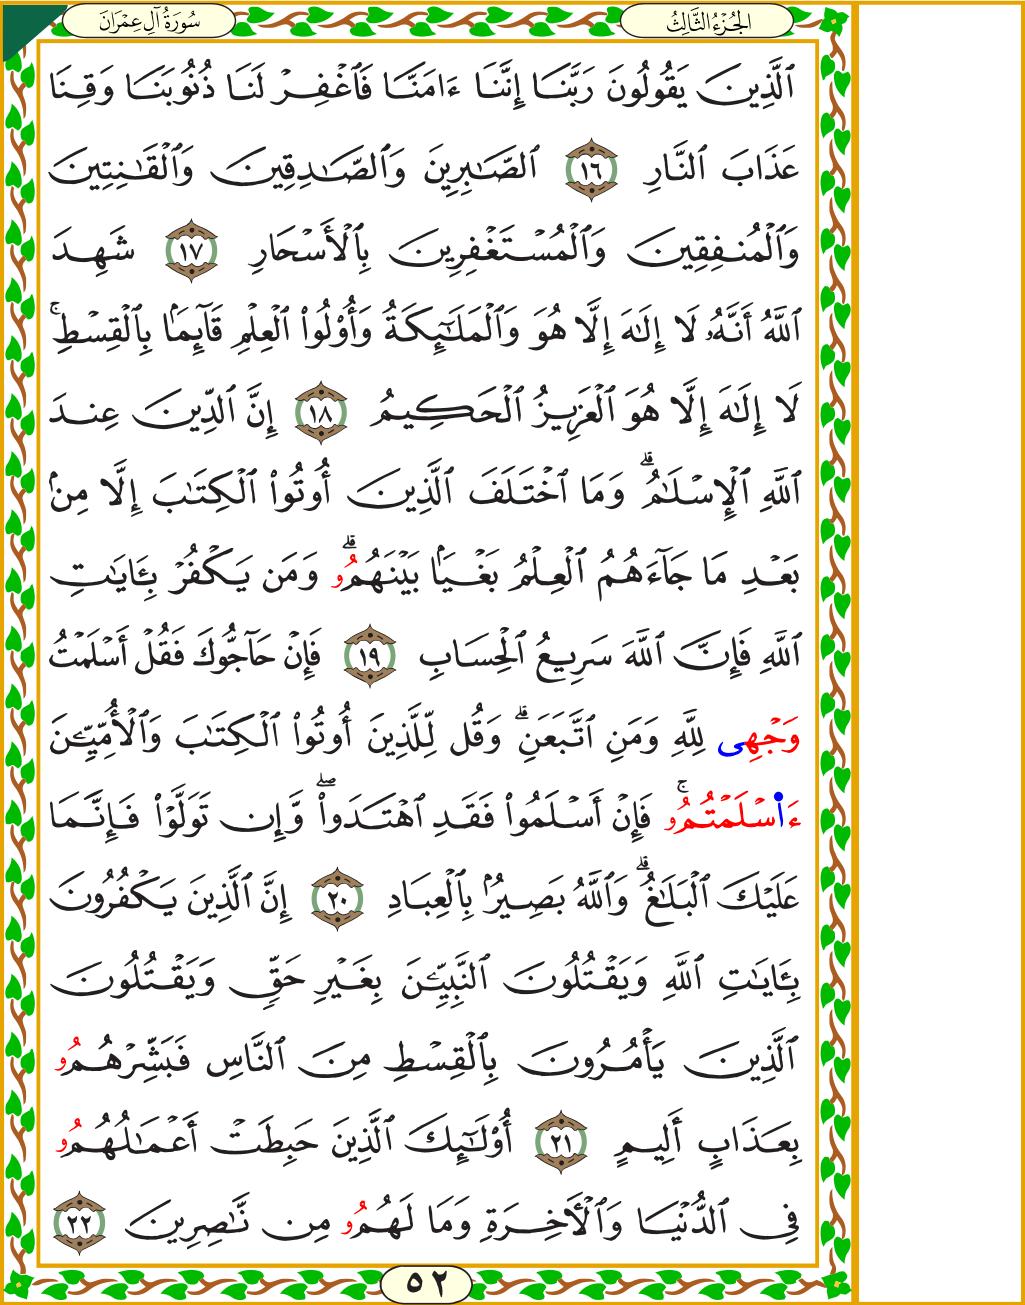 الجُزْءُ الثَّالِثُ
سُورَةُ آلِ عِمْرَانَ
ٱلَّذِينَ يَقُولُونَ رَبَّنَآ إِنَّنَآ ءَامَنَّا فَٱغْفِرْ لَنَا ذُنُوبَنَا وَقِنَا
عَذَابَ ٱلنَّارِ ١٦ ٱلصَّٰبِرِينَ وَٱلصَّٰدِقِينَ وَٱلْقَٰنِتِينَ
وَٱلْمُنفِقِينَ وَٱلْمُسْتَغْفِرِينَ بِٱلْأَسْحَارِ ١٧ شَهِدَ
ٱللَّهُ أَنَّهُۥ لَا إِلَٰهَ إِلَّا هُوَ وَٱلْمَلَٰٓئِكَةُ وَأُو۟لُوا۟ ٱلْعِلْمِ قَآئِمَۢا بِٱلْقِسْطِ ۚ
لَا إِلَٰهَ إِلَّا هُوَ ٱلْعَزِيزُ ٱلْحَكِيمُ ١٨ إِنَّ ٱلدِّينَ عِندَ
ٱللَّهِ ٱلْإِسْلَٰمُ ۗ وَمَا ٱخْتَلَفَ ٱلَّذِينَ أُوتُوا۟ ٱلْكِتَٰبَ إِلَّا مِنۢ
بَعْدِ مَا جَآءَهُمُ ٱلْعِلْمُ بَغْيَۢا بَيْنَهُمُۥ ۗ وَمَن يَكْفُرْ بِـَٔايَٰتِ
ٱللَّهِ فَإِنَّ ٱللَّهَ سَرِيعُ ٱلْحِسَابِ ١٩ فَإِنْ حَآجُّوكَ فَقُلْ أَسْلَمْتُ
وَجْهِى لِلَّهِ وَمَنِ ٱتَّبَعَنِ ۗ وَقُل لِّلَّذِينَ أُوتُوا۟ ٱلْكِتَٰبَ وَٱلْأُمِّيِّـۧنَ
ءَا۬سْلَمْتُمُۥ ۚ فَإِنْ أَسْلَمُوا۟ فَقَدِ ٱهْتَدَوا۟ ۖ وَّإِن تَوَلَّوْا۟ فَإِنَّمَا
عَلَيْكَ ٱلْبَلَٰغُ ۗ وَٱللَّهُ بَصِيرٌۢ بِٱلْعِبَادِ ٢٠ إِنَّ ٱلَّذِينَ يَكْفُرُونَ
بِـَٔايَٰتِ ٱللَّهِ وَيَقْتُلُونَ ٱلنَّبِيِّـۧنَ بِغَيْرِ حَقٍّ وَيَقْتُلُونَ
ٱلَّذِينَ يَأْمُرُونَ بِٱلْقِسْطِ مِنَ ٱلنَّاسِ فَبَشِّرْهُمُۥ
بِعَذَابٍ أَلِيمٍ ٢١ أُو۟لَٰٓئِكَ ٱلَّذِينَ حَبِطَتْ أَعْمَٰلُهُمُۥ
فِى ٱلدُّنْيَا وَٱلْأٓخِرَةِ وَمَا لَهُمُۥ مِن نَّٰصِرِينَ ٢٢
٥٢